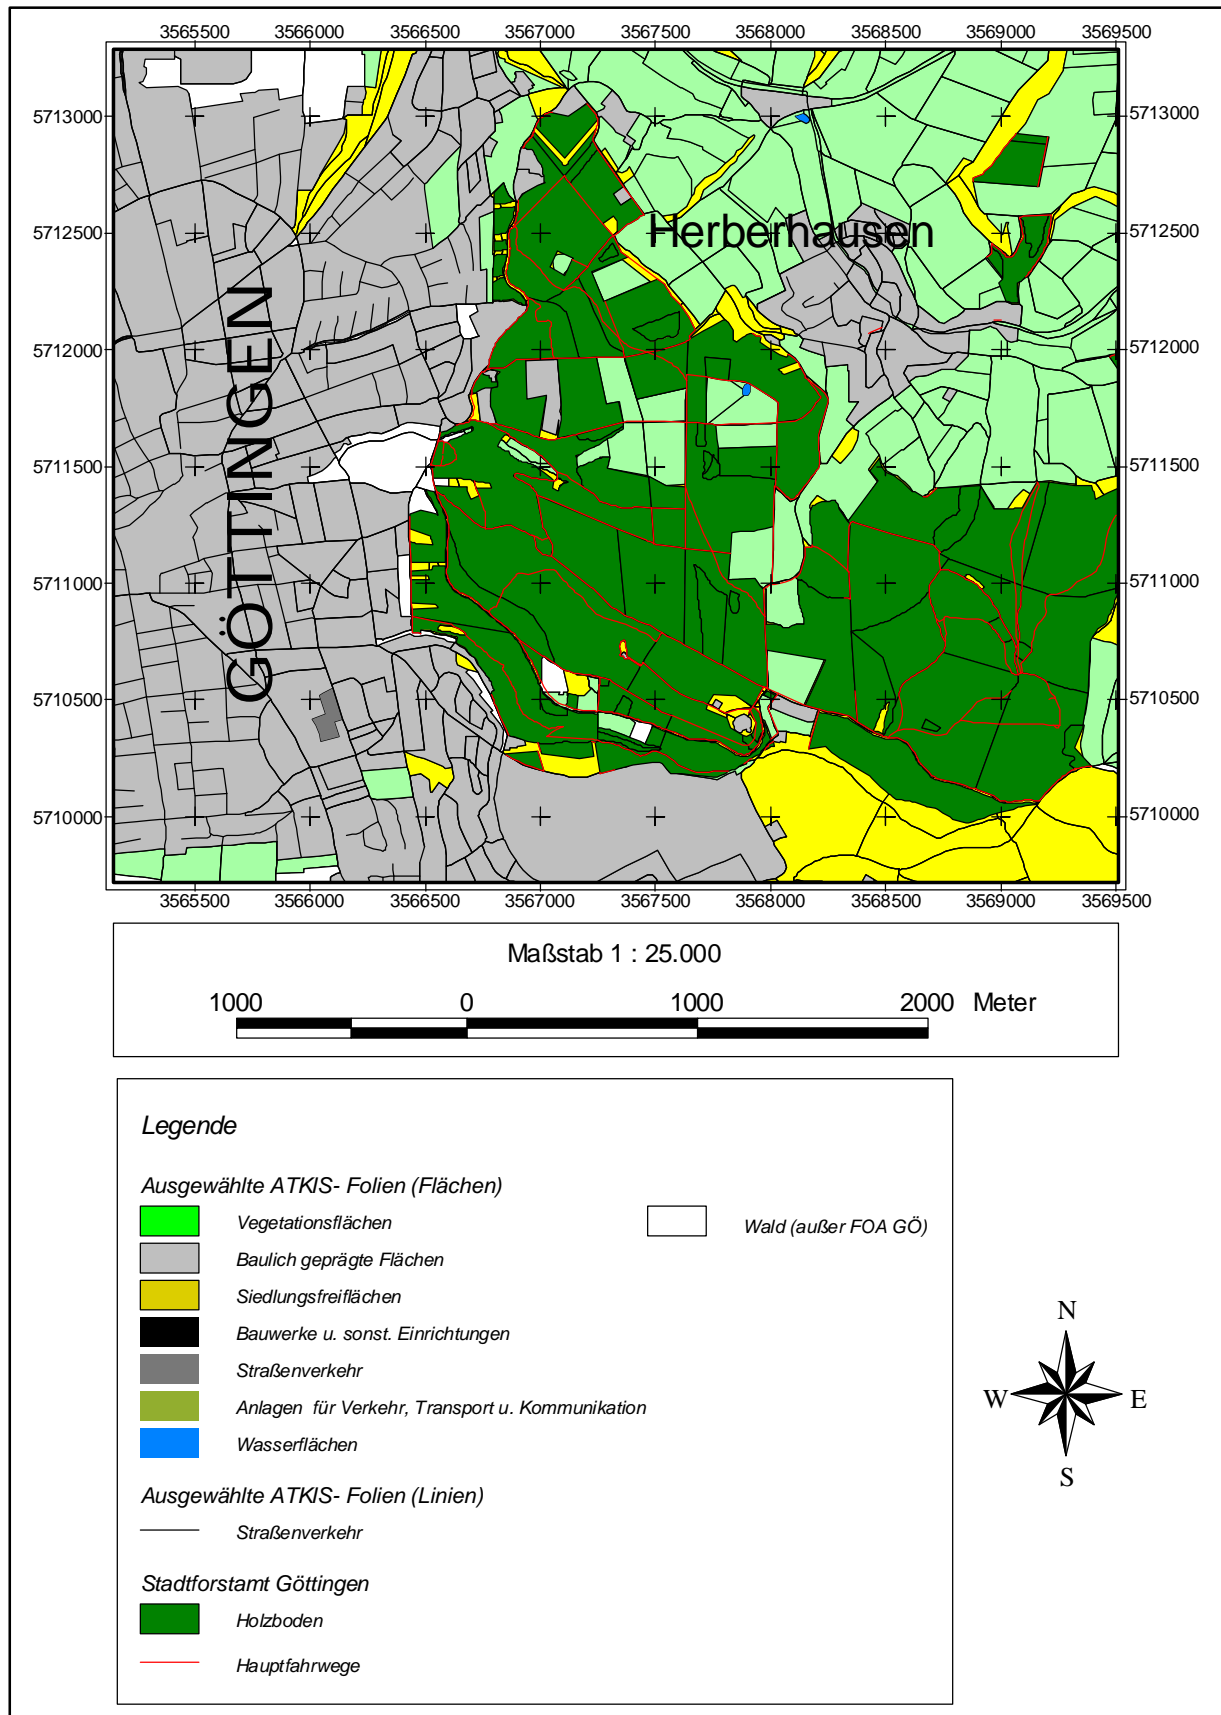 3565500 3566000 3566500 3567000 3567500 3568000 3568500 3569000 3569500
5713000 5713000
5712500 5712500
5712000 5712000
5711500 5711500
5711000 5711000
5710500 5710500
5710000 5710000
Herberhausen
GÖTTINGEN
3565500 3566000 3566500 3567000 3567500 3568000 3568500 3569000 3569500
Maßstab 1 : 25.000
1000 0 1000 2000 Meter
Legende
Ausgewählte ATKIS- Folien (Flächen)
Vegetationsflächen
Wald (außer FOA GÖ)
Baulich geprägte Flächen
Siedlungsfreiflächen
Bauwerke u. sonst. Einrichtungen
Straßenverkehr
Anlagen für Verkehr, Transport u. Kommunikation
Wasserflächen
Ausgewählte ATKIS- Folien (Linien)
Straßenverkehr
Stadtforstamt Göttingen
Holzboden
Hauptfahrwege
N
W E
S